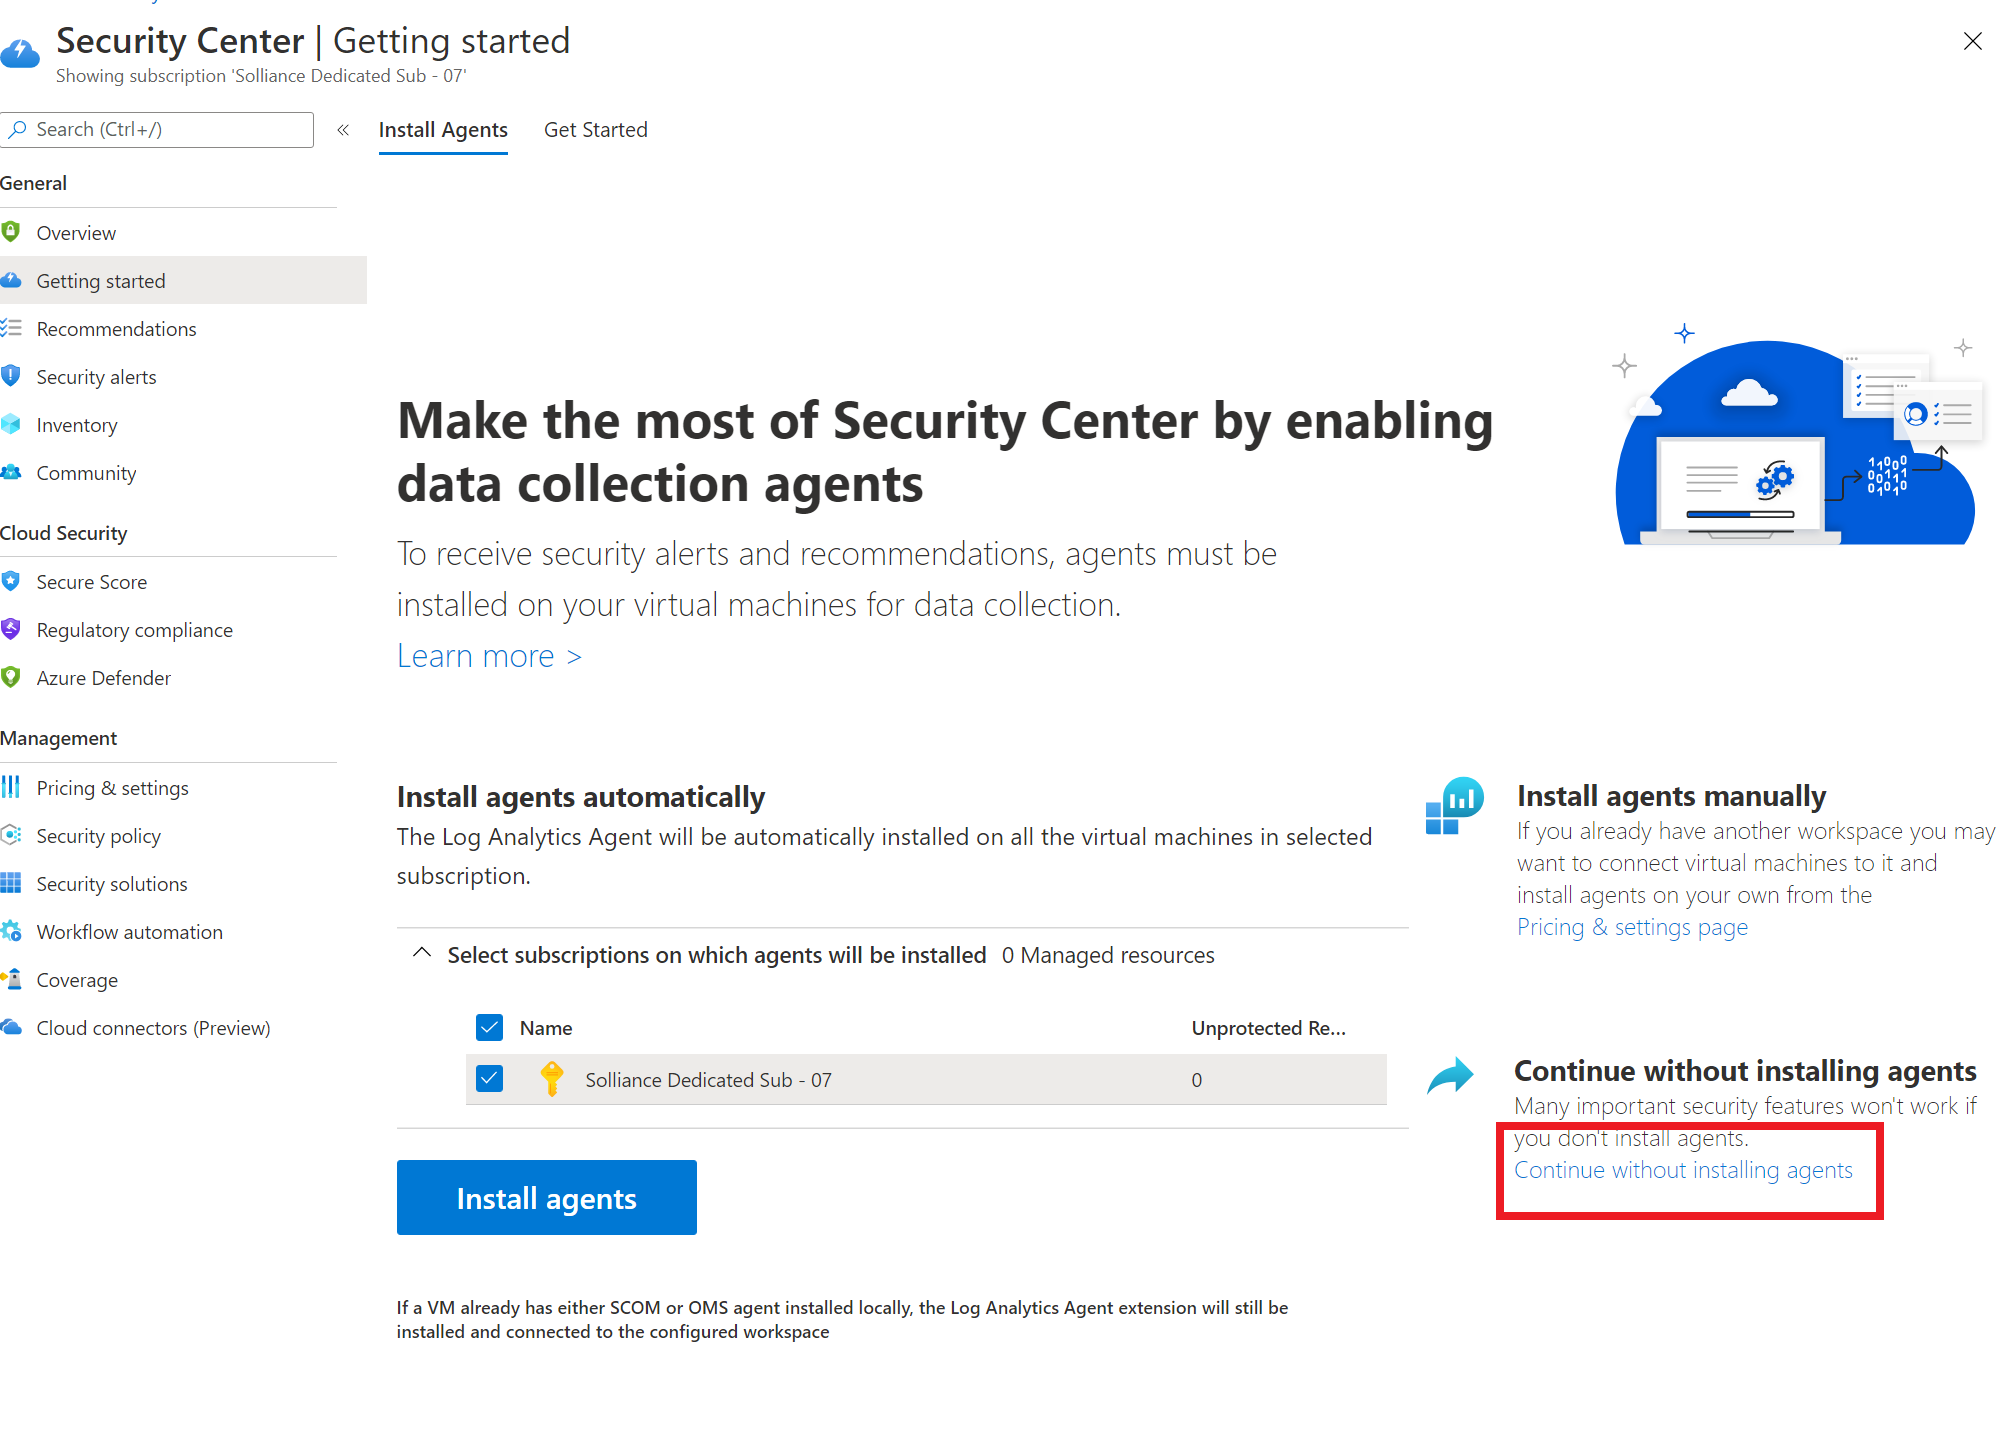 Security Center | Getting started
Showing subscription 'Solliance Dedicated Sub - 07'
Search (Ctrl+/)
«
Install Agents
Get Started
General
Overview
Getting started
Recommendations
Security alerts
Inventory
Community
Cloud Security
Secure Score
Regulatory compliance
Azure Defender
Management
Pricing & settings
Security policy
Security solutions
Workflow automation
Coverage
Cloud connectors (Preview)
Make the most of Security Center by enabling
data collection agents
To receive security alerts and recommendations, agents must be
installed on your virtual machines for data collection.
Learn more >
11000
00111
01010
Install agents automatically
The Log Analytics Agent will be automatically installed on all the virtual machines in selected
subscription.
Select subscriptions on which agents will be installed 0 Managed resources
Name
Unprotected Re...
Solliance Dedicated Sub - 07
0
Install agents
If a VM already has either SCOM or OMS agent installed locally, the Log Analytics Agent extension will still be
installed and connected to the configured workspace
Install agents manually
If you already have another workspace you may
want to connect virtual machines to it and
install agents on your own from the
Pricing & settings page
Continue without installing agents
Many important security features won't work if
you don't install agents.
Continue without installing agents